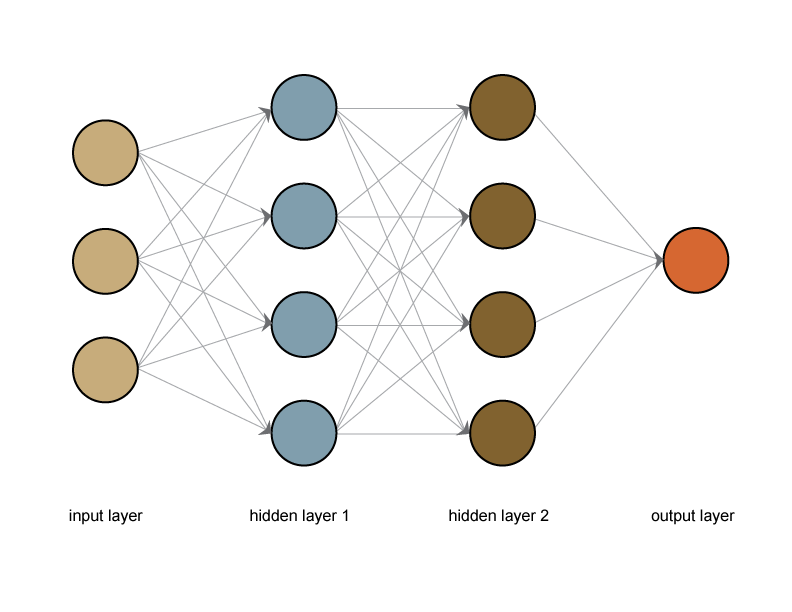 input layer
hidden layer 1
hidden layer 2
output layer